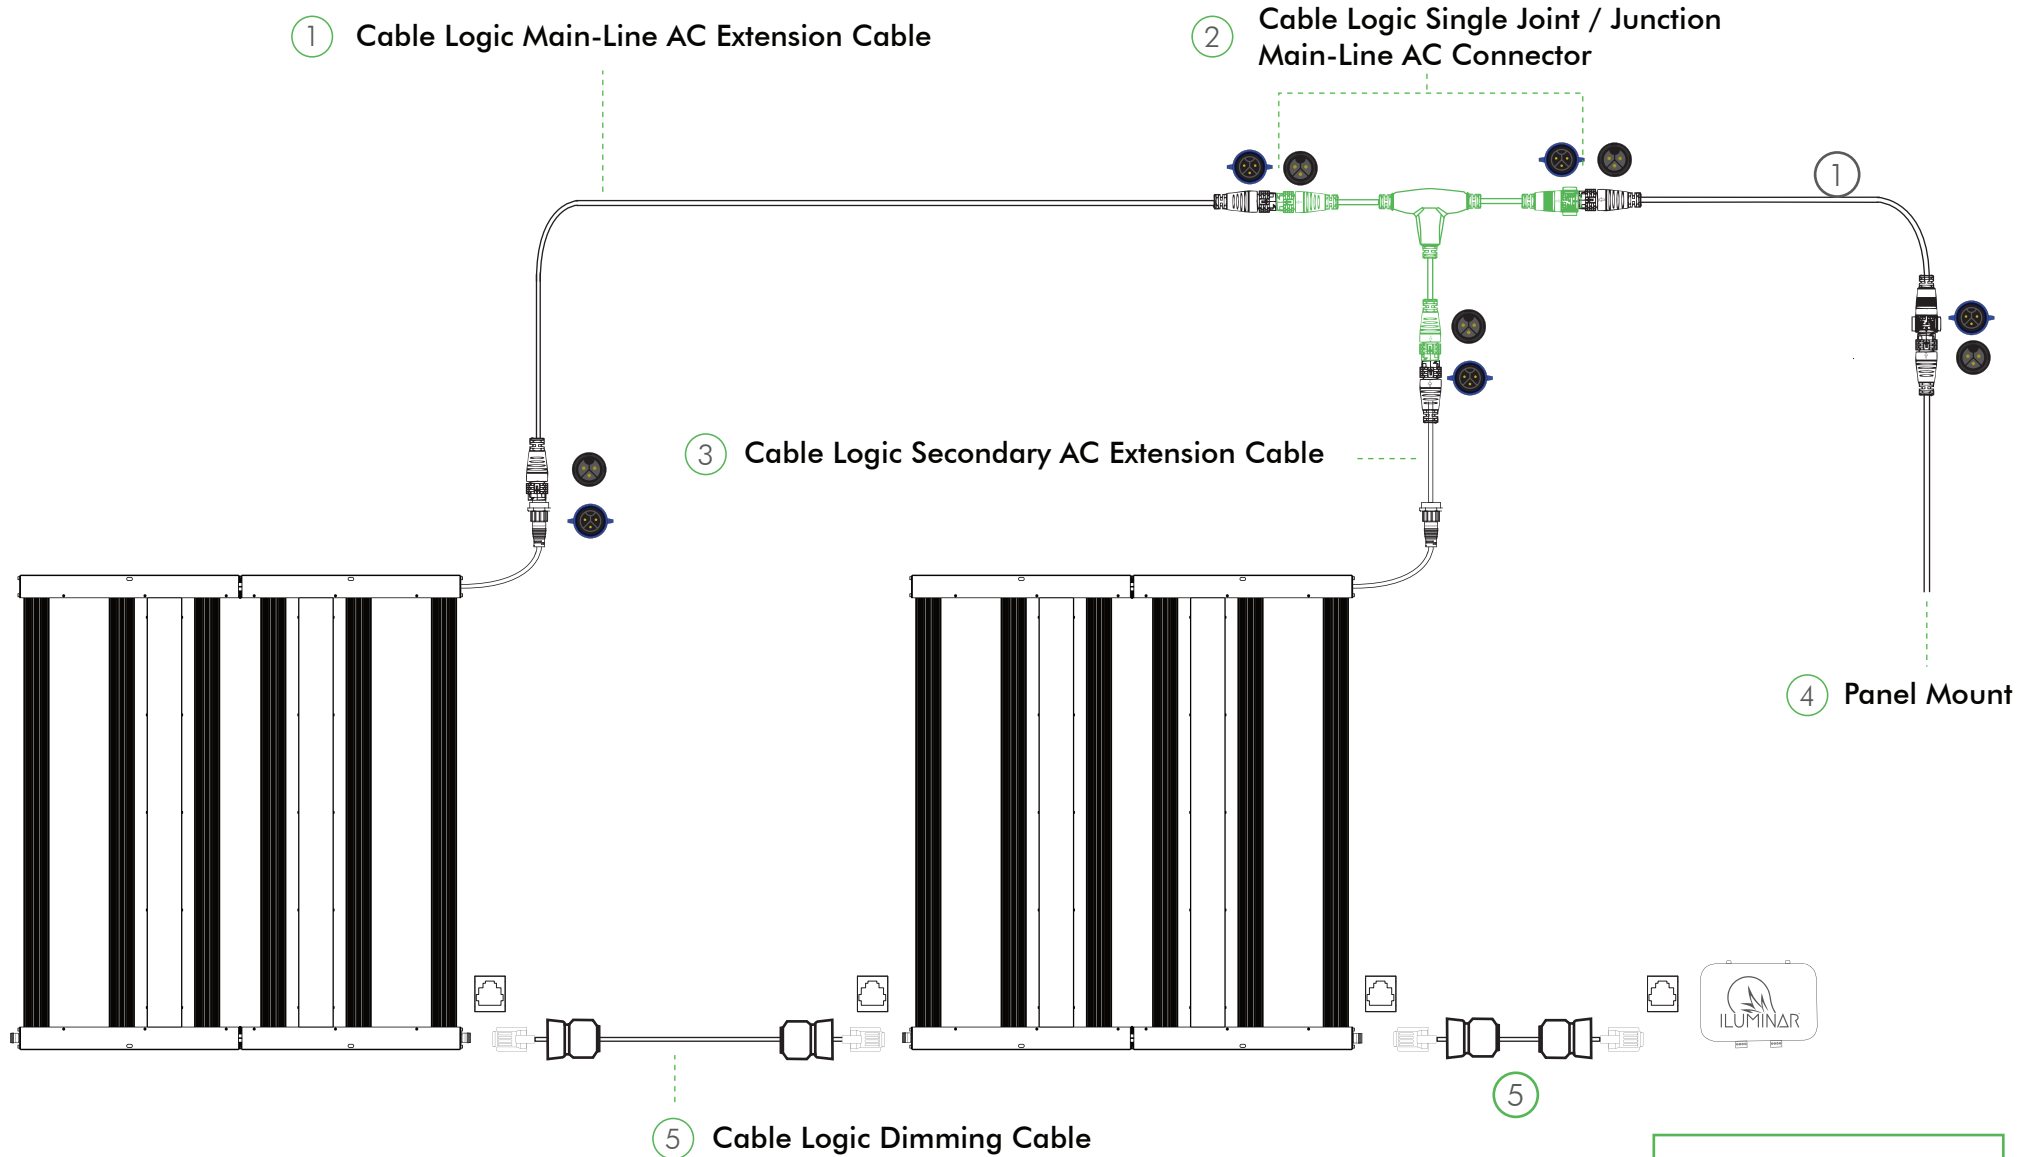 1 Cable Logic Main-Line AC Extension Cable
2 Cable Logic Single Joint / Junction
Main-Line AC Connector
1
3 Cable Logic Secondary AC Extension Cable
4 Panel Mount
ILUMINAR
5
5 Cable Logic Dimming Cable